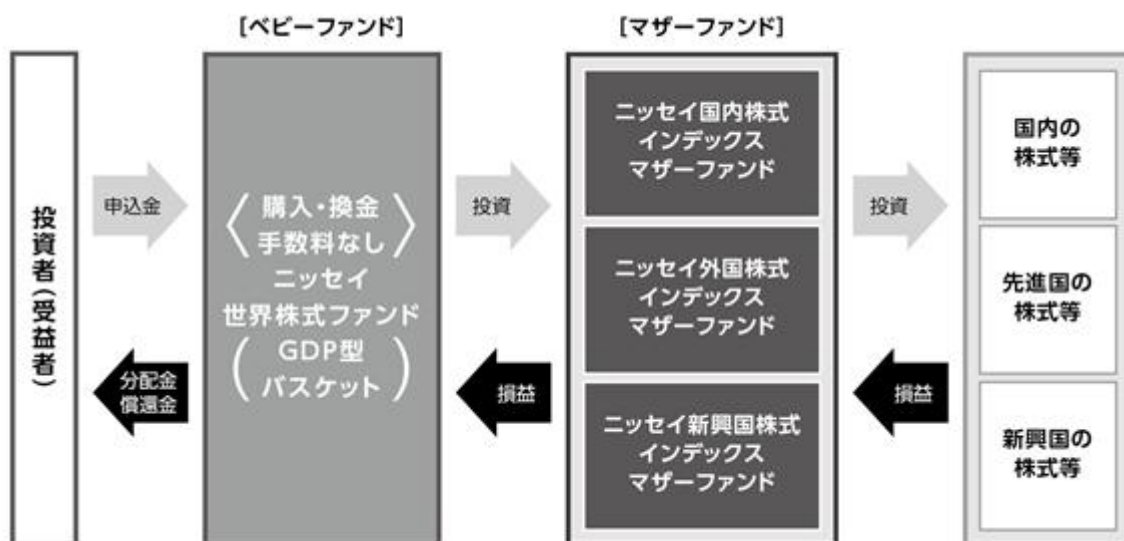 [ベビーファンド]
[マザーファンド]
投資者(受益者)
申込金
分配金
償還金
〈購入・換金
手数料なし〉
ニッセイ
世界株式ファンド
(GDP型
バスケット)
投資
損益
ニッセイ国内株式
インデックス
マザーファンド
ニッセイ外国株式
インデックス
マザーファンド
ニッセイ新興国株式
インデックス
マザーファンド
投資
損益
国内の
株式等
先進国の
株式等
新興国の
株式等